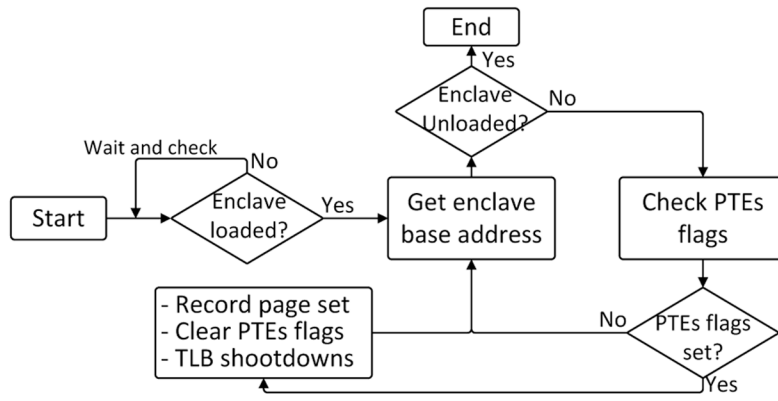 End
Yes
Enclave
Unloaded?
No
Wait and check
No
Start
Enclave
loaded?
Yes
Get enclave
base address
Check PTEs
flags
- Record page set
- Clear PTEs flags
- TLB shootdowns
No
PTEs flags
set?
Yes